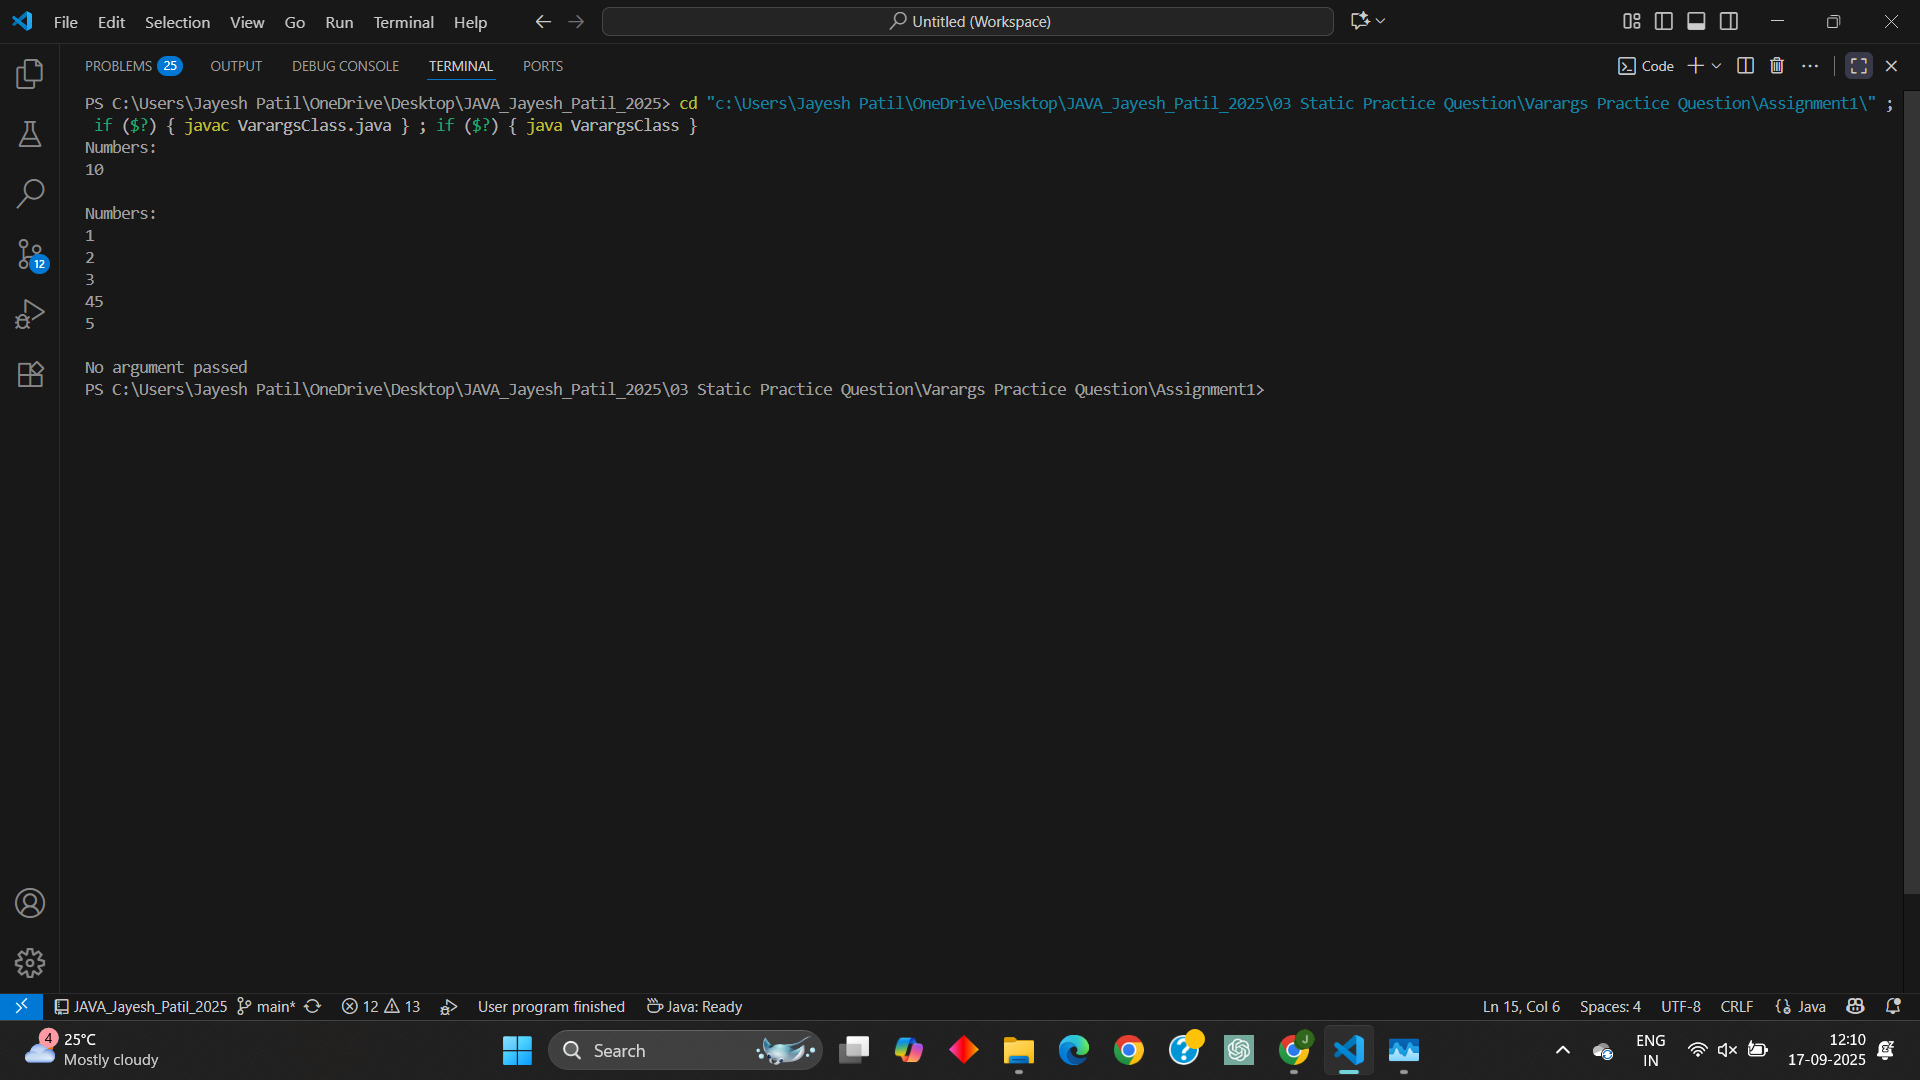 File Edit Selection View Go Run Terminal Help Untitled (Workspace)
PROBLEMS 25 OUTPUT DEBUG CONSOLE TERMINAL PORTS Code
PS C:\Users\Jayesh Patil\OneDrive\Desktop\JAVA_Jayesh_Patil_2025> cd "c:\Users\Jayesh Patil\OneDrive\Desktop\JAVA_Jayesh_Patil_2025\03 Static Practice Question\Varargs Practice Question\Assignment1\" ;
if ($?) { javac VarargsClass.java } ; if ($?) { java VarargsClass }
Numbers:
10
Numbers:
1
2
3
45
5
No argument passed
PS C:\Users\Jayesh Patil\OneDrive\Desktop\JAVA_Jayesh_Patil_2025\03 Static Practice Question\Varargs Practice Question\Assignment1>
12
JAVA_Jayesh_Patil_2025 main* 12 13 User program finished Java: Ready Ln 15, Col 6 Spaces: 4 UTF-8 CRLF Java
4 25°C
Mostly cloudy
Search
J
ENG
IN
12:10
17-09-2025